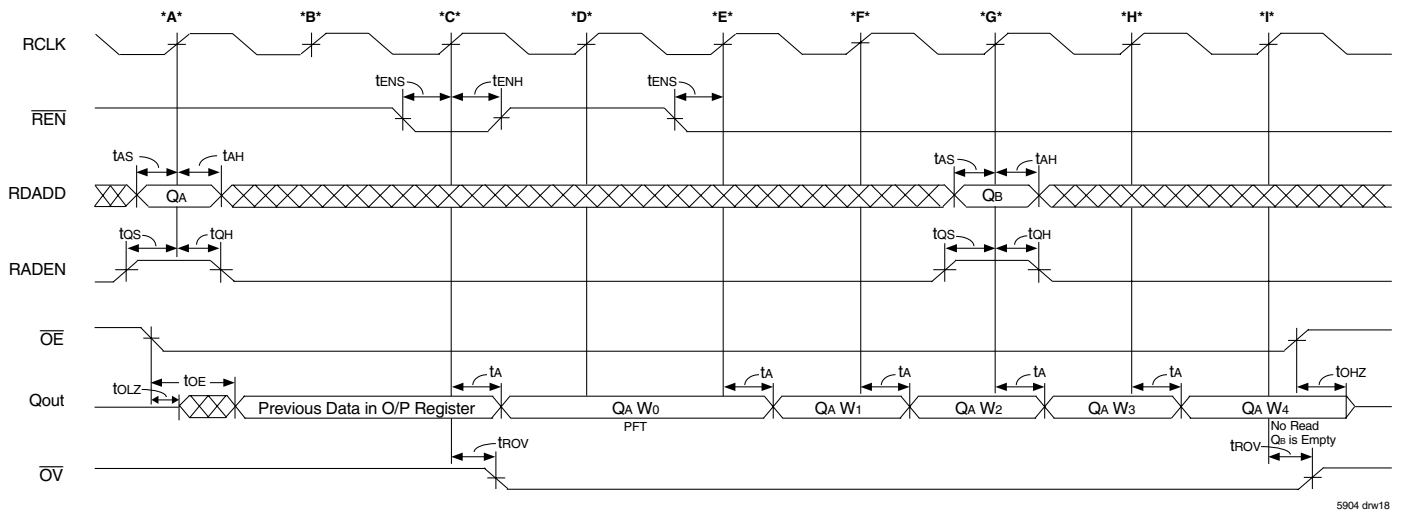 *A* *B* *C* *D* *E* *F* *G* *H* *I*
RCLK
tENS tENH tENS
REN
tAS tAH tAS tAH
RDADD QA QB
tQS tQH tQS tQH
RADEN
OE
tOLZ tOE tA tA tA tA tA tOHZ
Qout Previous Data in O/P Register QA W0 QA W1 QA W2 QA W3 QA W4
PFT No Read
QB is Empty
tROV tROV
OV
5904 drw18